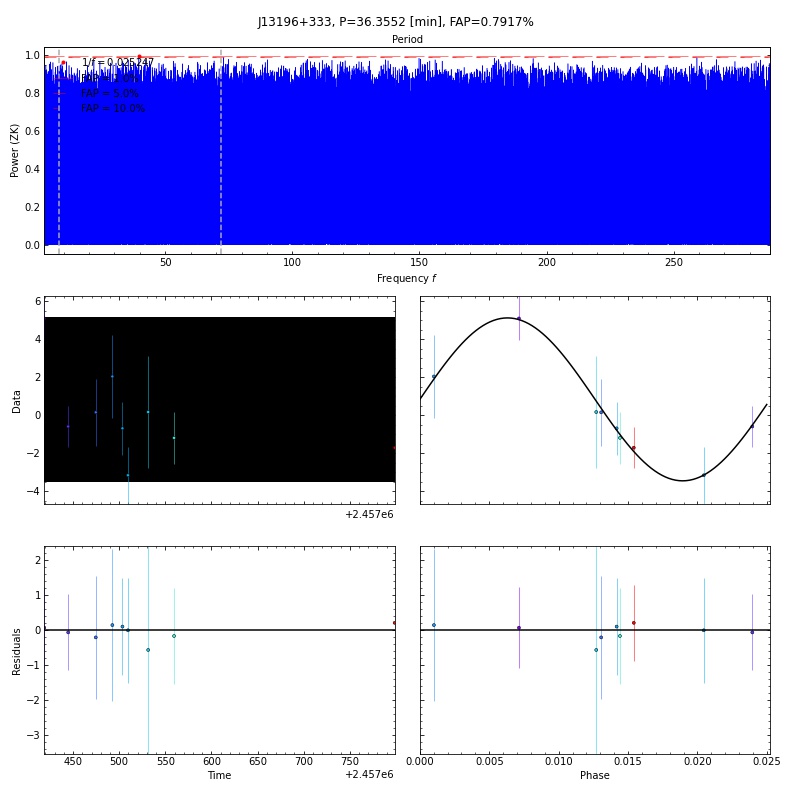 J13196+333, P=36.3552 [min], FAP=0.7917%
Period
1.0
0.8
0.6
0.4
0.2
0.0
Power (ZK)
1/f = 0.025247
FAP = 5.0%
FAP = 10.0%
50
100
150
200
250
Frequency f
6
4
2
0
−2
−4
Data
+2.457e6
2
1
0
−1
−2
−3
Residuals
450
500
550
600
650
700
750
Time
+2.457e6
0.000
0.005
0.010
0.015
0.020
0.025
Phase